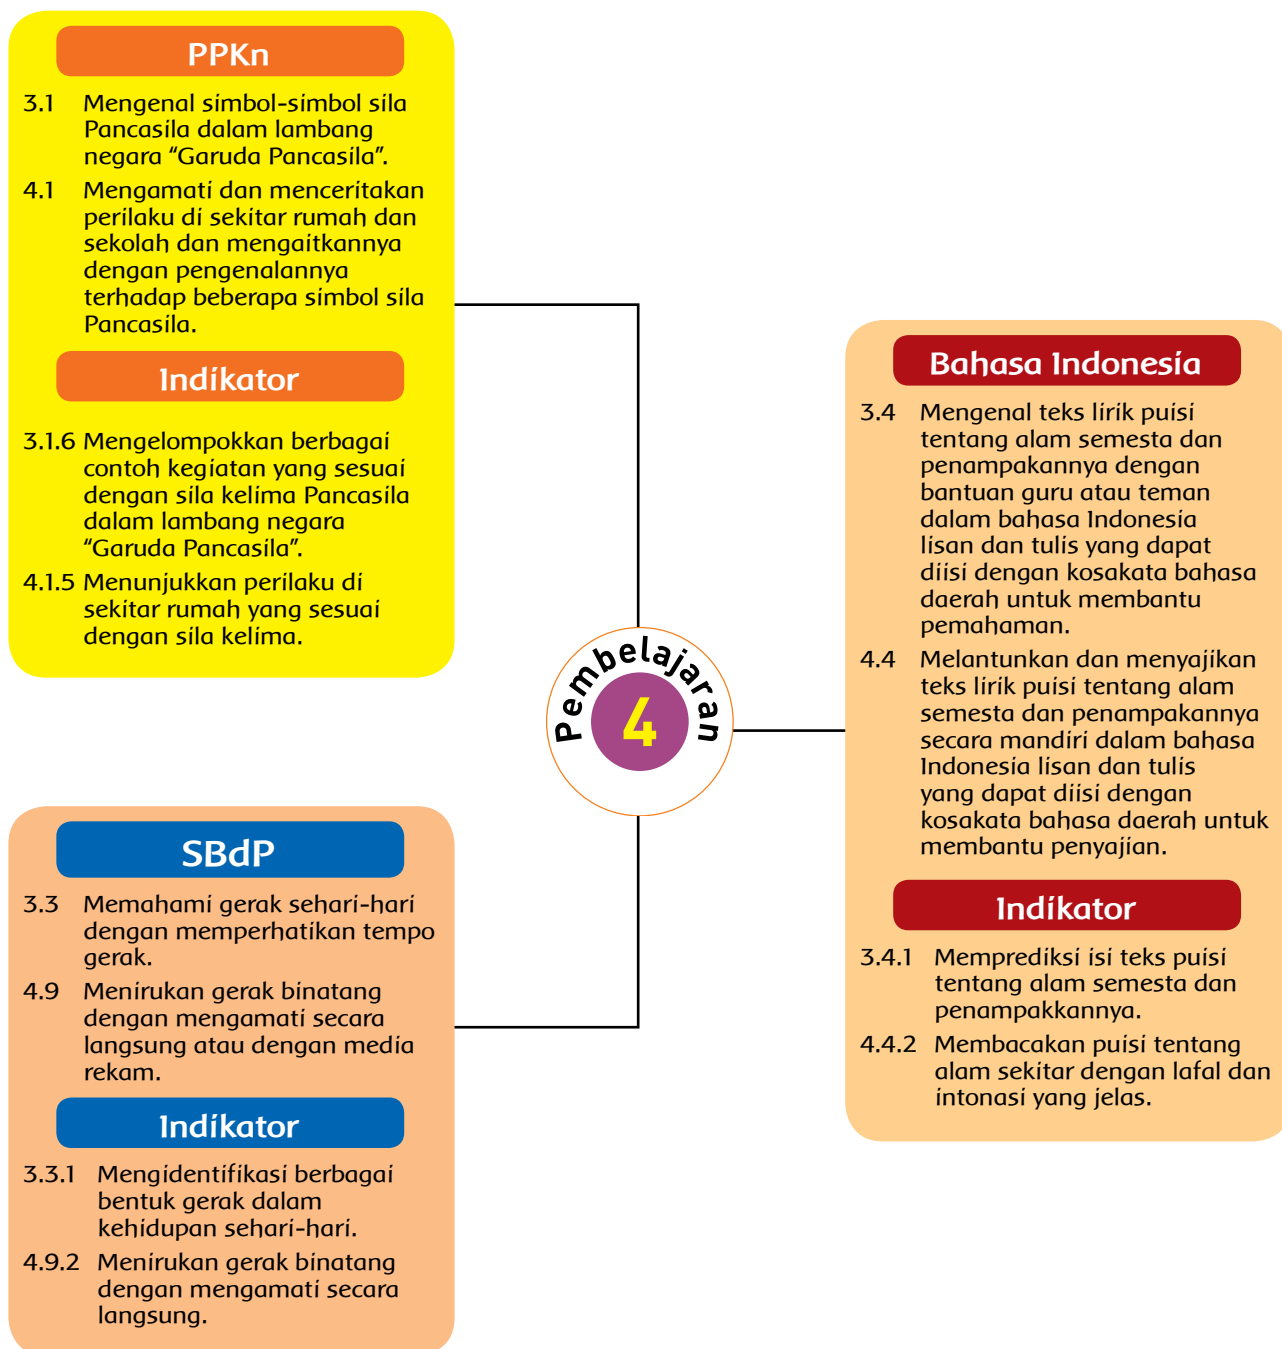 PPKn
3.1 Mengenal simbol-simbol sila
Pancasila dalam lambang
negara “Garuda Pancasila”.
4.1 Mengamati dan menceritakan
perilaku di sekitar rumah dan
sekolah dan mengaitkannya
dengan pengenalannya
terhadap beberapa simbol sila
Pancasila.
Indikator
3.1.6 Mengelompokkan berbagai
contoh kegiatan yang sesuai
dengan sila kelima Pancasila
dalam lambang negara
“Garuda Pancasila”.
4.1.5 Menunjukkan perilaku di
sekitar rumah yang sesuai
dengan sila kelima.
Pembelajaran
4
Bahasa Indonesia
3.4 Mengenal teks lirik puisi
tentang alam semesta dan
penampakannya dengan
bantuan guru atau teman
dalam bahasa Indonesia
lisan dan tulis yang dapat
diisi dengan kosakata bahasa
daerah untuk membantu
pemahaman.
4.4 Melantunkan dan menyajikan
teks lirik puisi tentang alam
semesta dan penampakannya
secara mandiri dalam bahasa
Indonesia lisan dan tulis
yang dapat diisi dengan
kosakata bahasa daerah untuk
membantu penyajian.
Indikator
3.4.1 Memprediksi isi teks puisi
tentang alam semesta dan
penampakkannya.
4.4.2 Membacakan puisi tentang
alam sekitar dengan lafal dan
intonasi yang jelas.
SBdP
3.3 Memahami gerak sehari-hari
dengan memperhatikan tempo
gerak.
4.9 Menirukan gerak binatang
dengan mengamati secara
langsung atau dengan media
rekam.
Indikator
3.3.1 Mengidentifikasi berbagai
bentuk gerak dalam
kehidupan sehari-hari.
4.9.2 Menirukan gerak binatang
dengan mengamati secara
langsung.